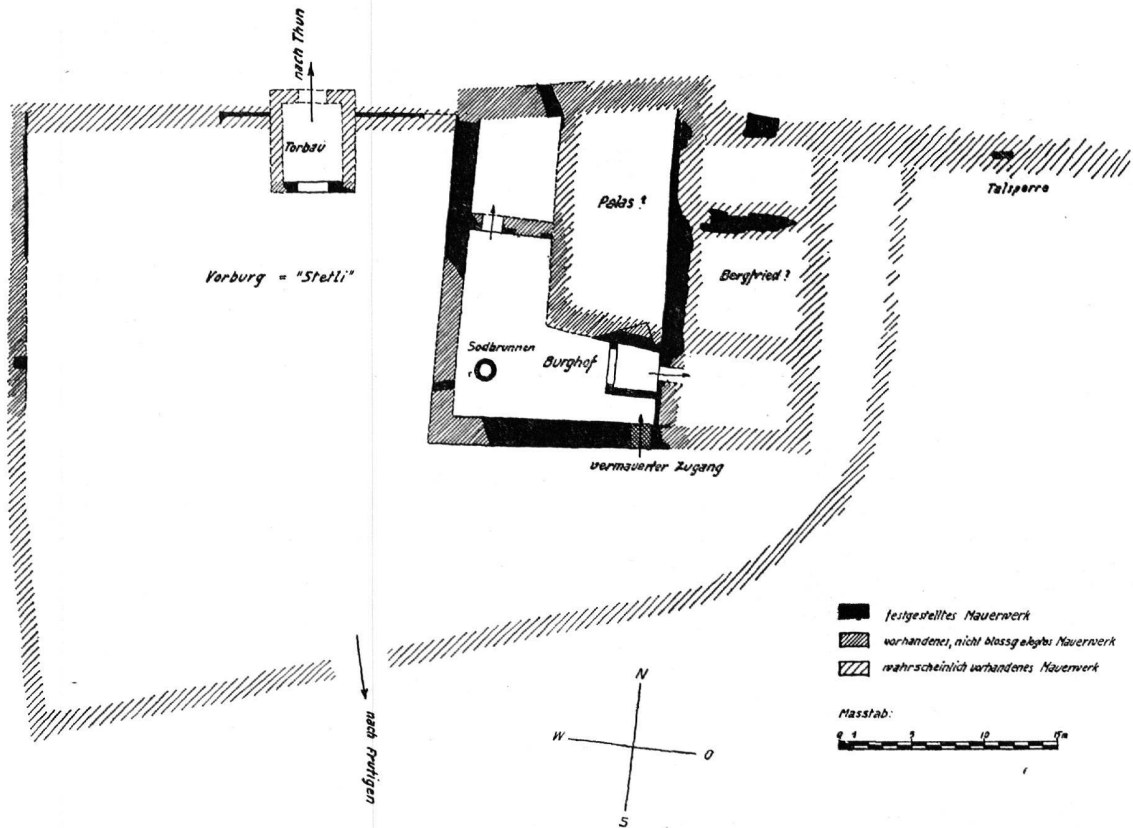 nach Thun
Torbau
Palas?
Talsperre
Vorburg = "Stetli"
Bergfried?
Sodbrunnen
Burghof
vermauerter Zugang
festgestelltes Mauerwerk
vorhandenes, nicht blossgelegtes Mauerwerk
wahrscheinlich vorhandenes Mauerwerk
nach Frutigen
N
W
O
S
Masstab:
0 1 5 10 15m